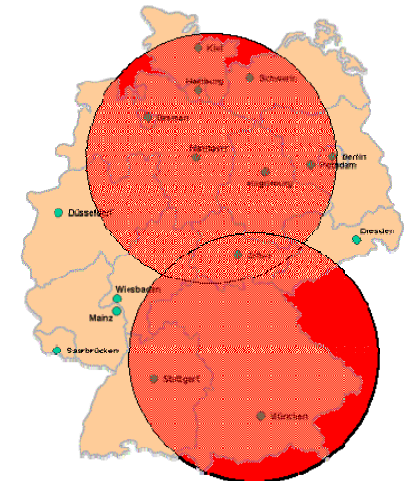 Kiel
Hamburg
Schwerin
Bremen
Hannover
Berlin
Potsdam
Magdeburg
Düsseldorf
Dresden
Erfurt
Wiesbaden
Mainz
Saarbrücken
Stuttgart
München